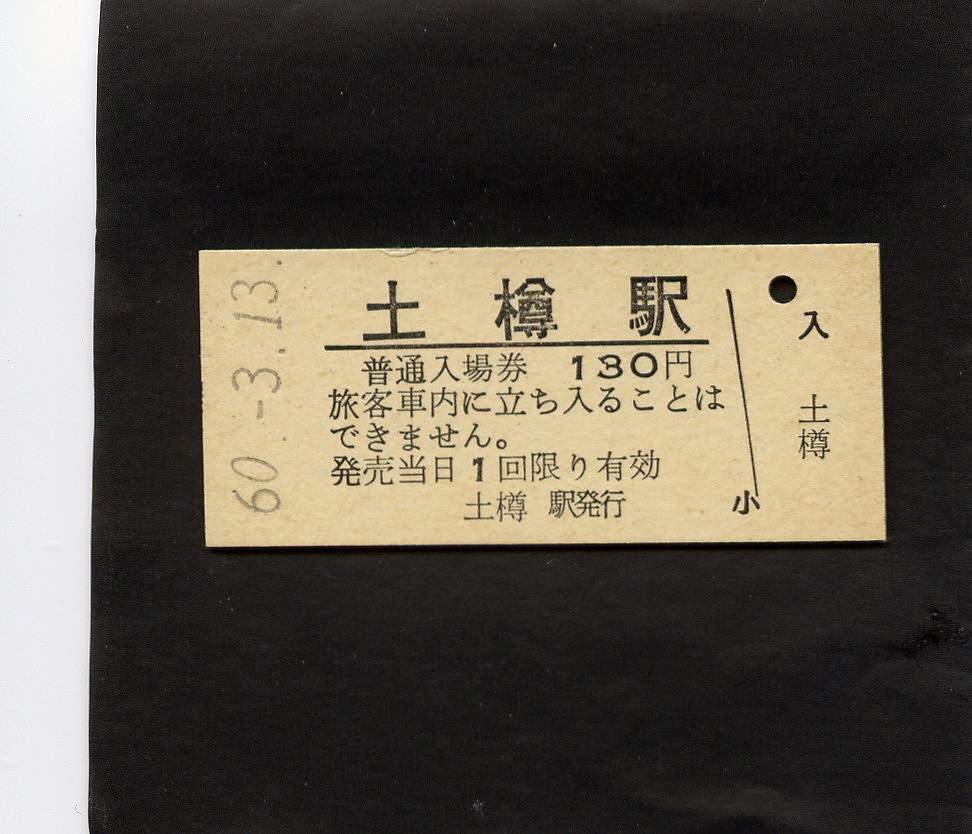 60.-3.13.
土樽駅
普通入場券 130円
旅客車内に立ち入ることは
できません。
発売当日1回限り有効
土樽 駅発行
小
入
土樽